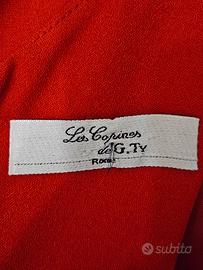 Les Copines
de G. Ty
Roma
subito